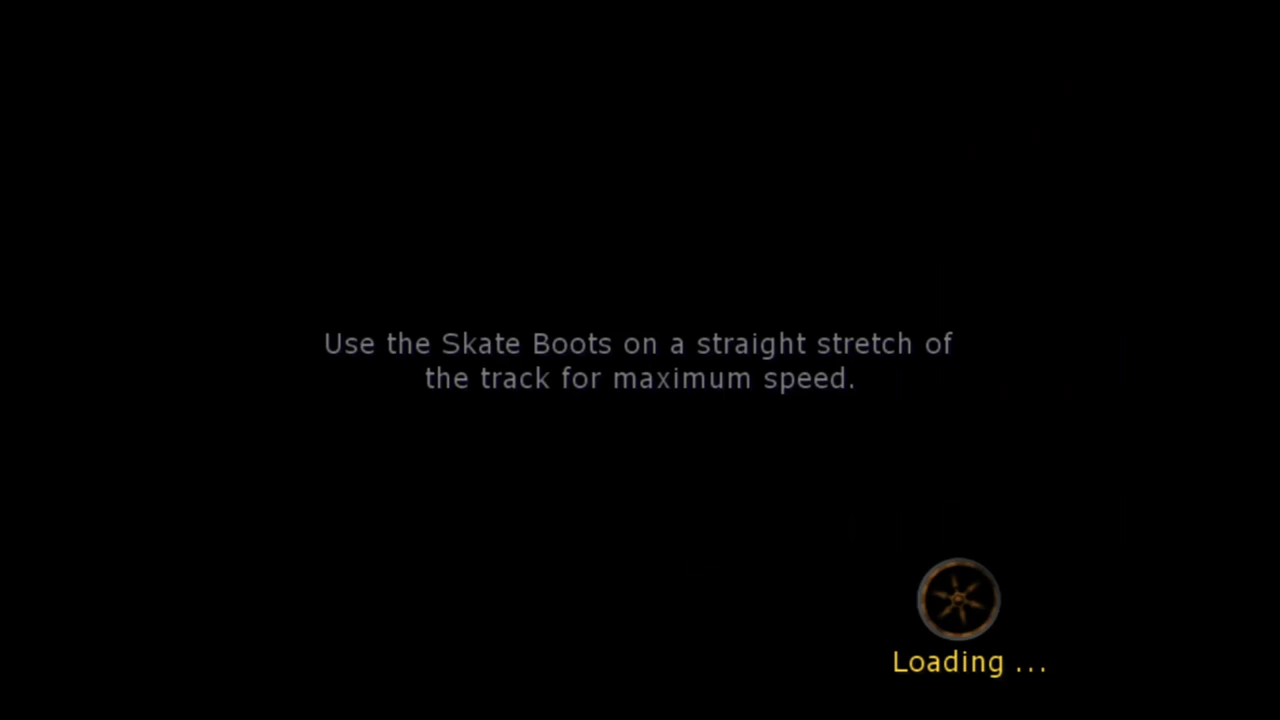 Use the Skate Boots on a straight stretch of
the track for maximum speed.
Loading ...